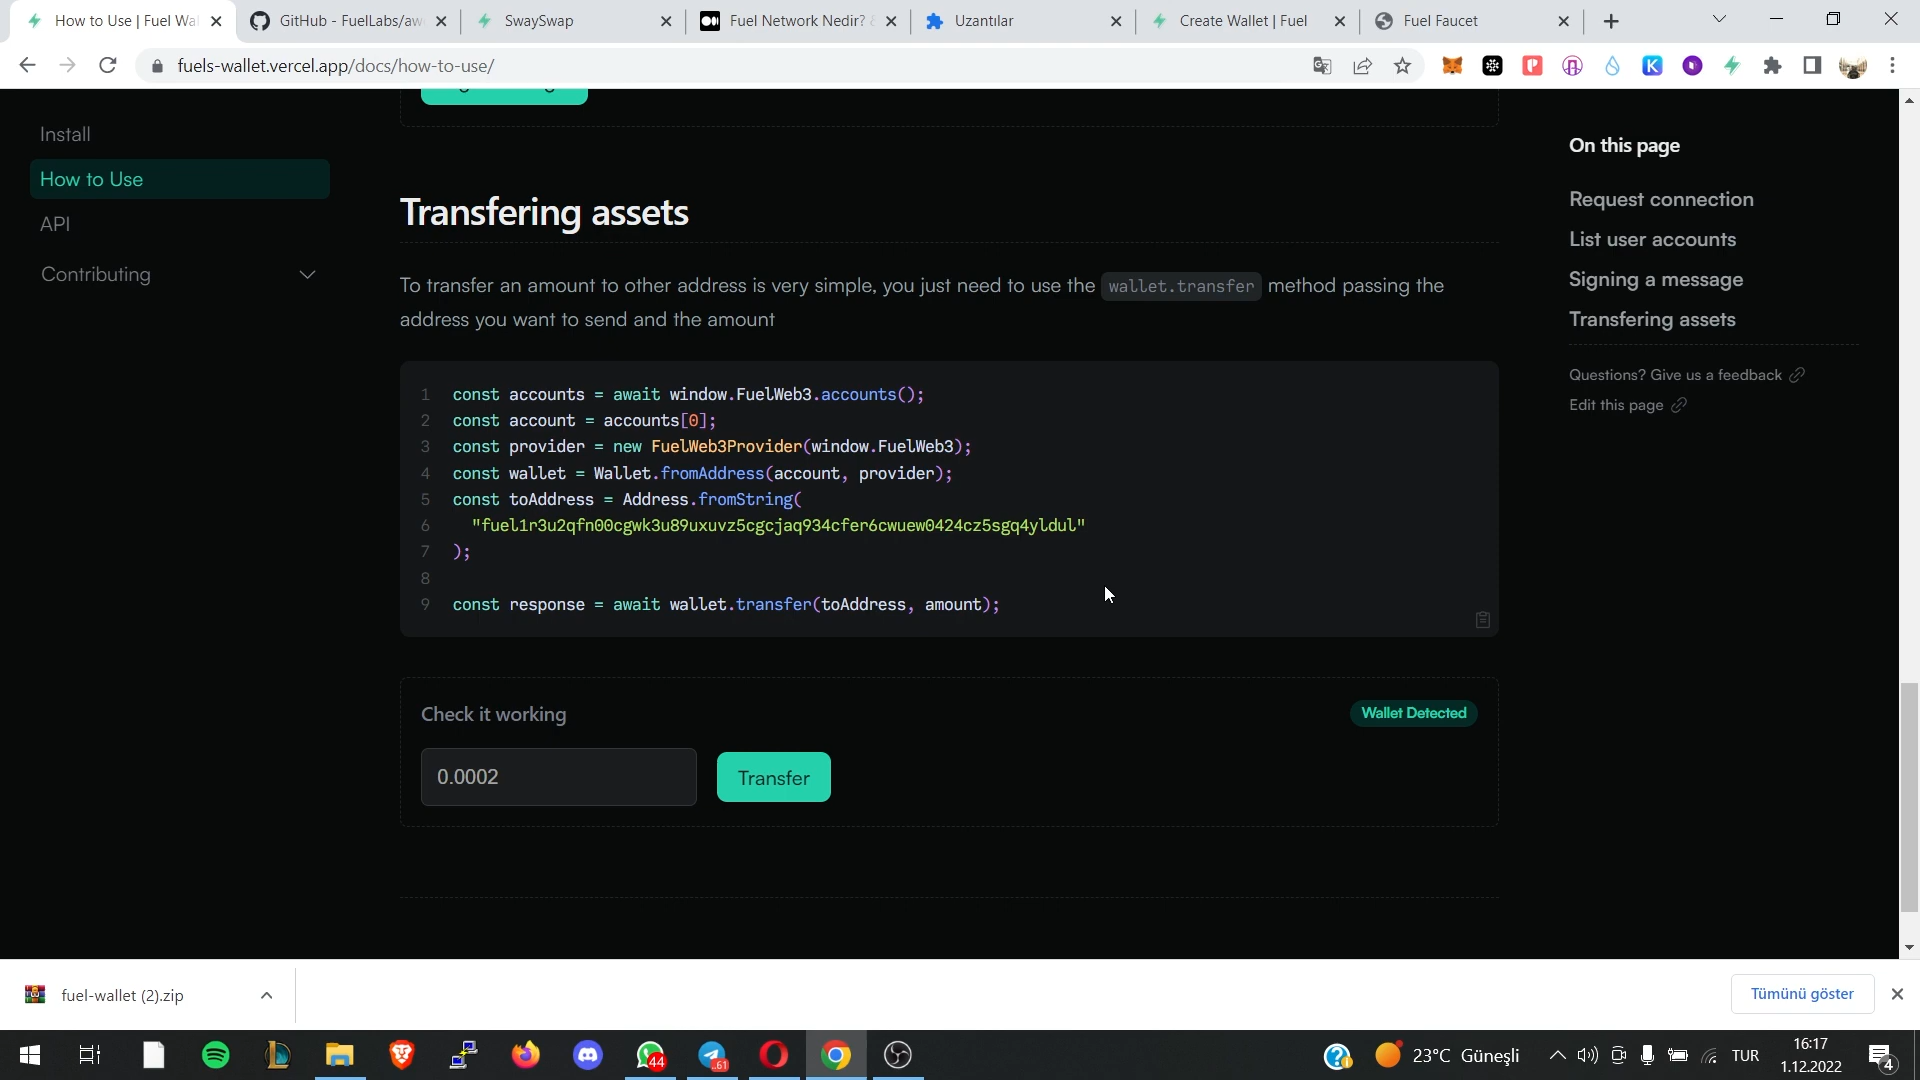 How to Use | Fuel Wal
GitHub - FuelLabs/aw
SwaySwap
Fuel Network Nedir?
Uzantılar
Create Wallet | Fuel
Fuel Faucet
fuels-wallet.vercel.app/docs/how-to-use/
Install
How to Use
API
Contributing
Transfering assets
To transfer an amount to other address is very simple, you just need to use the wallet.transfer method passing the
address you want to send and the amount
1 const accounts = await window.FuelWeb3.accounts();
2 const account = accounts[0];
3 const provider = new FuelWeb3Provider(window.FuelWeb3);
4 const wallet = Wallet.fromAddress(account, provider);
5 const toAddress = Address.fromString(
6 "fuel1r3u2qfn00cgwk3u89uxuvz5cgcjaq934cfer6cwuew0424cz5sgq4yldul"
7 );
8
9 const response = await wallet.transfer(toAddress, amount);
Check it working
Wallet Detected
0.0002
Transfer
On this page
Request connection
List user accounts
Signing a message
Transfering assets
Questions? Give us a feedback
Edit this page
fuel-wallet (2).zip
Tümünü göster
44
61
23°C Güneşli
TUR
16:17
1.12.2022
4